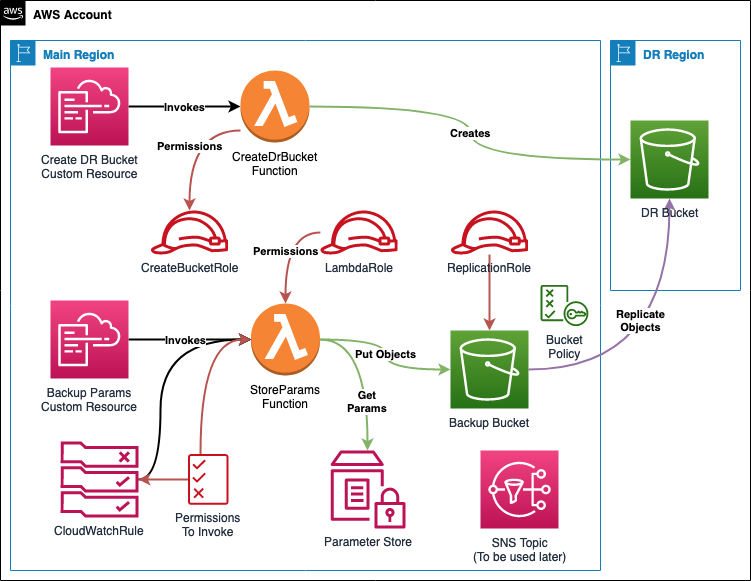 aws
AWS Account
Main Region
DR Region
Create DR Bucket
Custom Resource
Invokes
CreateDrBucket
Function
Creates
DR Bucket
Permissions
CreateBucketRole
Permissions
LambdaRole
ReplicationRole
Backup Params
Custom Resource
Invokes
StoreParams
Function
Put Objects
Get
Params
Backup Bucket
Bucket
Policy
Replicate
Objects
CloudWatchRule
Permissions
To Invoke
Parameter Store
SNS Topic
(To be used later)